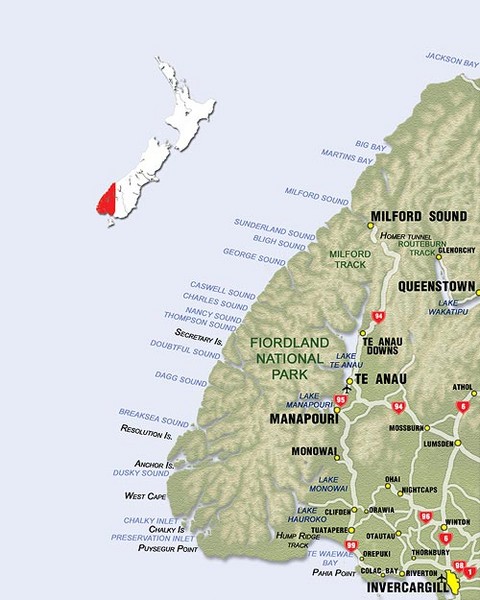 JACKSON BAY
BIG BAY
MARTINS BAY
MILFORD SOUND
MILFORD SOUND
HOMER TUNNEL
SUNDERLAND SOUND
BLIGH SOUND
ROUTEBURN
TRACK
GLENORCHY
GEORGE SOUND
MILFORD
TRACK
QUEENSTOWN
CASWELL SOUND
CHARLES SOUND
LAKE
WAKATIPU
NANCY SOUND
THOMPSON SOUND
94
SECRETARY IS.
TE ANAU
DOWNS
DOUBTFUL SOUND
FIORDLAND
NATIONAL
PARK
LAKE
TE ANAU
DAGG SOUND
TE ANAU
ATHOL
LAKE
MANAPOURI
95
94
6
BREAKSEA SOUND
MANAPOURI
RESOLUTION IS.
MOSSBURN
LUMSDEN
MONOWAI
ANCHOR IS.
DUSKY SOUND
LAKE
MONOWAI
OHAI
NIGHTCAPS
WEST CAPE
LAKE
HAUROKO
CLIFDEN
ORAWIA
96
CHALKY INLET
CHALKY IS.
PRESERVATION INLET
PUYSEGUR POINT
HUMP RIDGE
TRACK
TUATAPERE
OTAUTAU
WINTON
6
99
TE WAEWAE
BAY
OREPUKI
THORNBURY
98
1
PAHIA POINT
COLAC BAY
RIVERTON
INVERCARGILL